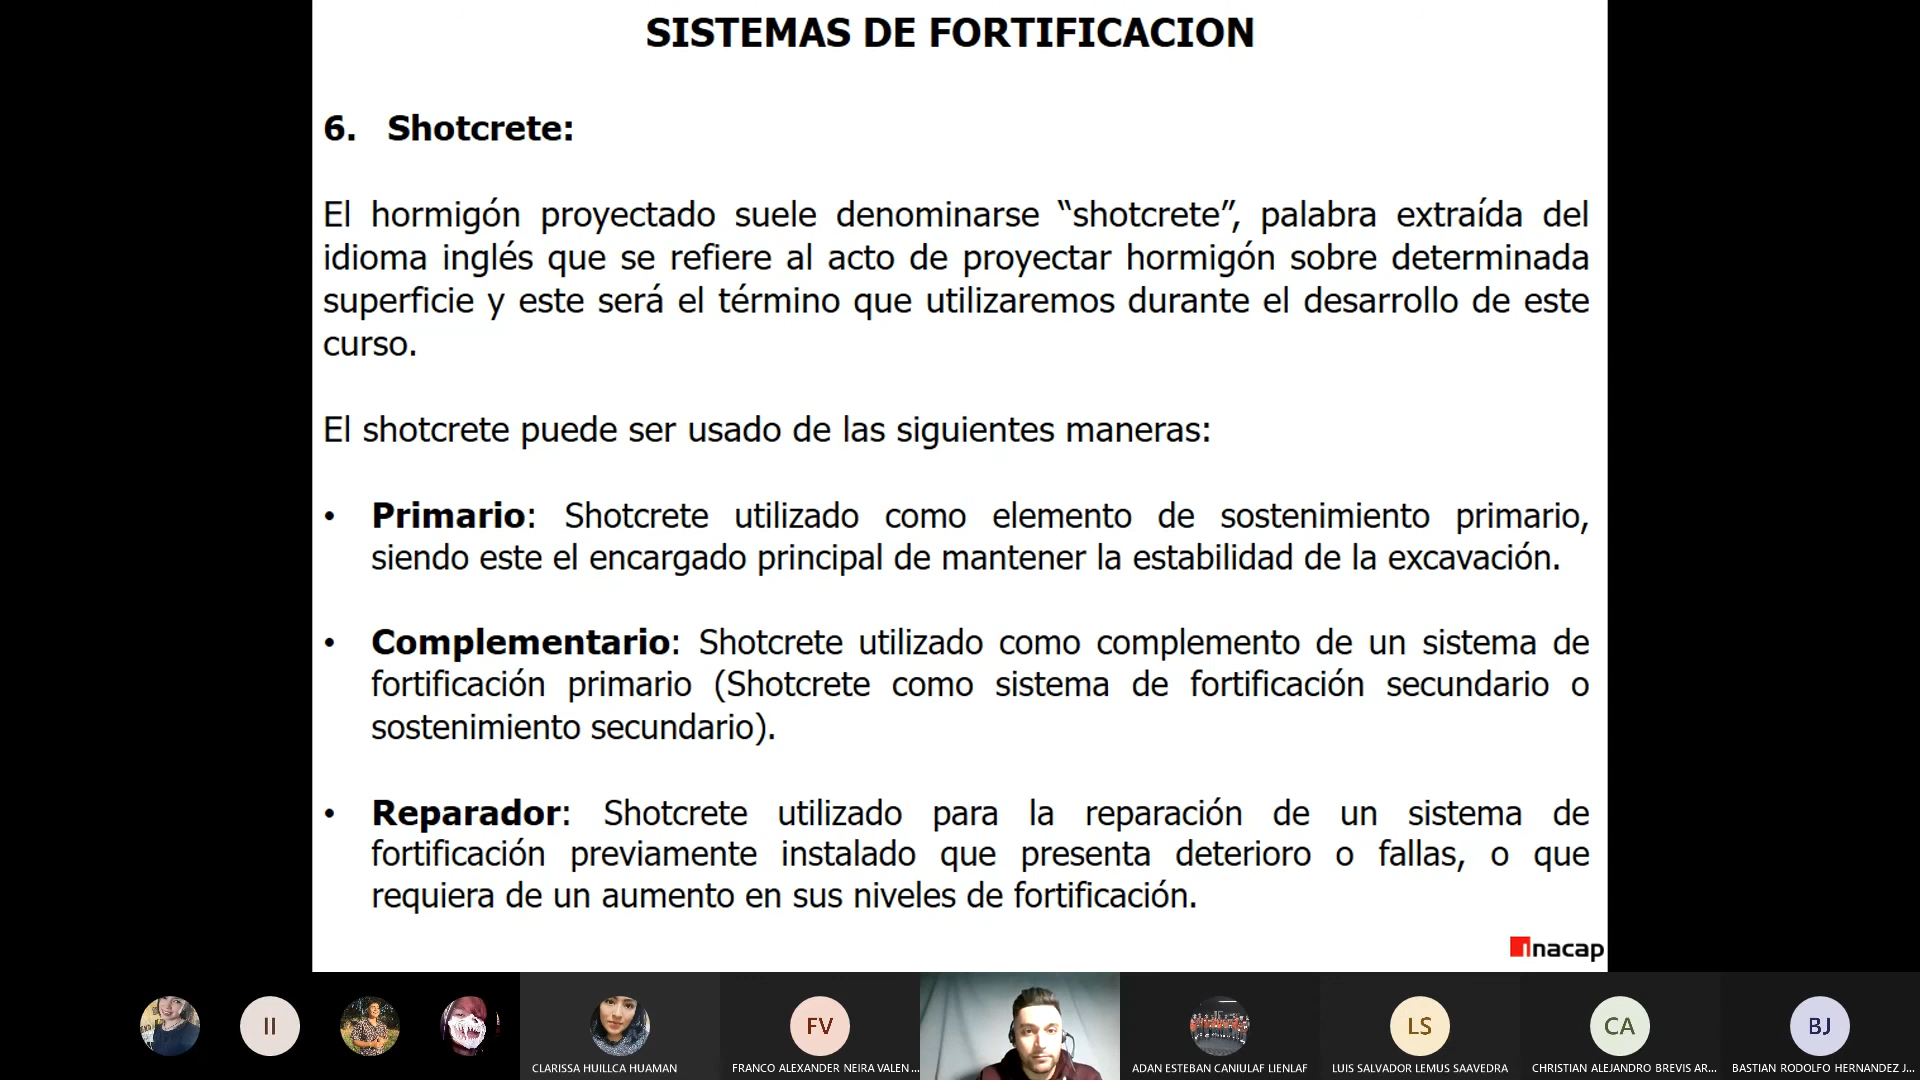 SISTEMAS DE FORTIFICACION
6. Shotcrete:
El hormigón proyectado suele denominarse “shotcrete”, palabra extraída del
idioma inglés que se refiere al acto de proyectar hormigón sobre determinada
superficie y este será el término que utilizaremos durante el desarrollo de este
curso.
El shotcrete puede ser usado de las siguientes maneras:
• Primario: Shotcrete utilizado como elemento de sostenimiento primario,
siendo este el encargado principal de mantener la estabilidad de la excavación.
• Complementario: Shotcrete utilizado como complemento de un sistema de
fortificación primario (Shotcrete como sistema de fortificación secundario o
sostenimiento secundario).
• Reparador: Shotcrete utilizado para la reparación de un sistema de
fortificación previamente instalado que presenta deterioro o fallas, o que
requiera de un aumento en sus niveles de fortificación.
inacap
II
FV
LS
CA
BJ
CLARISSA HUILLCA HUAMAN
FRANCO ALEXANDER NEIRA VALEN...
ADAN ESTEBAN CANIULAF LIENLAF
LUIS SALVADOR LEMUS SAAVEDRA
CHRISTIAN ALEJANDRO BREVIS AR...
BASTIAN RODOLFO HERNANDEZ J...